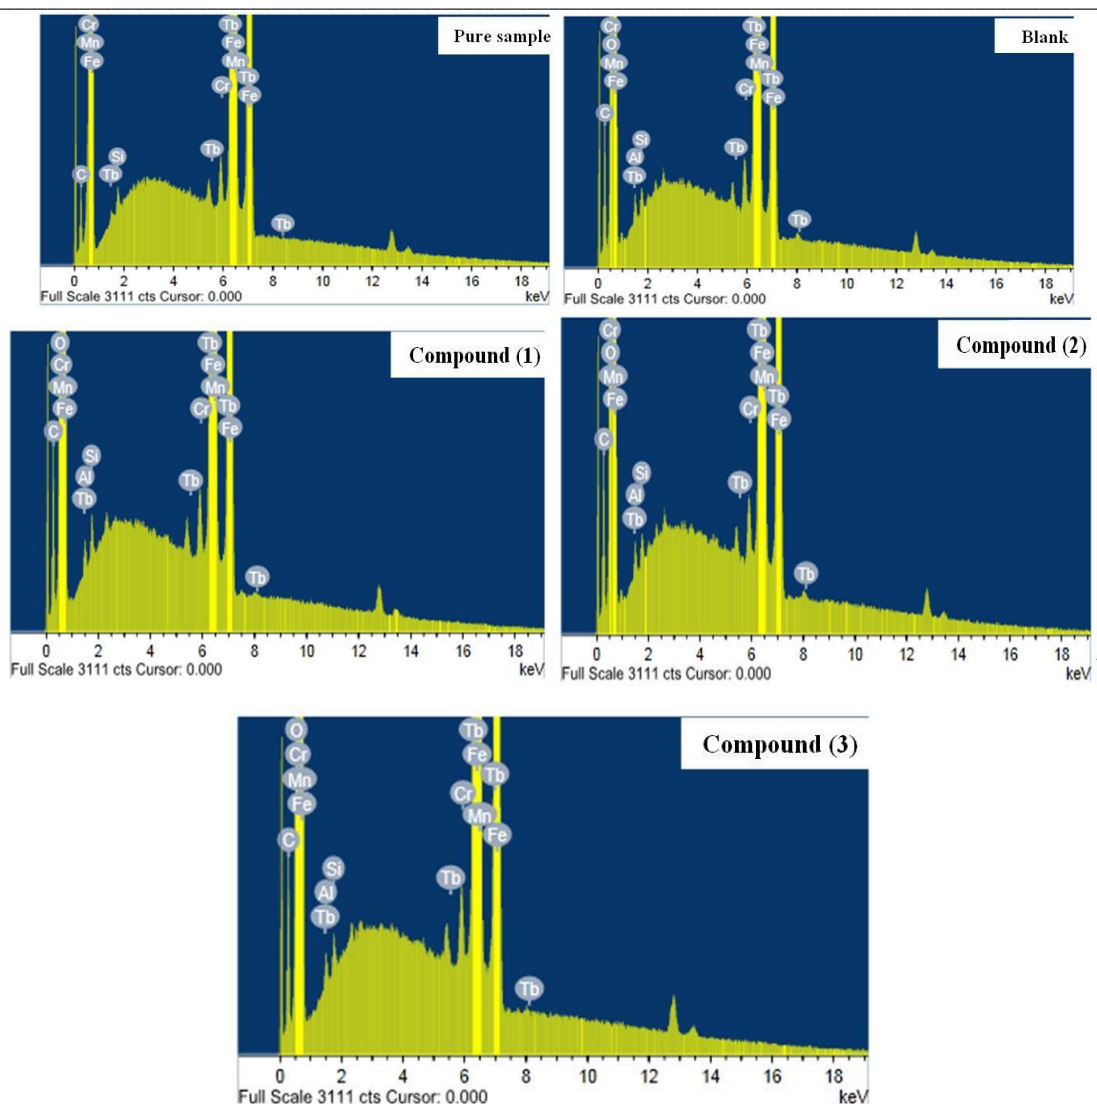 Pure sample
Cr
Mn
Fe
C
Tb
Si
Tb
Cr
Tb
Fe
Mn
Tb
Fe
Tb
0 2 4 6 8 10 12 14 16 18
Full Scale 3111 cts Cursor: 0.000
keV
Blank
Cr
O
Mn
Fe
C
Si
Al
Tb
Tb
Cr
Tb
Fe
Mn
Tb
Fe
Tb
0 2 4 6 8 10 12 14 16 18
Full Scale 3111 cts Cursor: 0.000
keV
Compound (1)
O
Cr
Mn
Fe
C
Si
Al
Tb
Tb
Cr
Tb
Fe
Mn
Tb
Fe
Tb
0 2 4 6 8 10 12 14 16 18
Full Scale 3111 cts Cursor: 0.000
keV
Compound (2)
Cr
O
Mn
Fe
C
Si
Al
Tb
Tb
Cr
Tb
Fe
Mn
Tb
Fe
Tb
0 2 4 6 8 10 12 14 16 18
Full Scale 3111 cts Cursor: 0.000
keV
Compound (3)
O
Cr
Mn
Fe
C
Si
Al
Tb
Tb
Cr
Tb
Fe
Mn
Tb
Fe
Tb
0 2 4 6 8 10 12 14 16 18
Full Scale 3111 cts Cursor: 0.000
keV